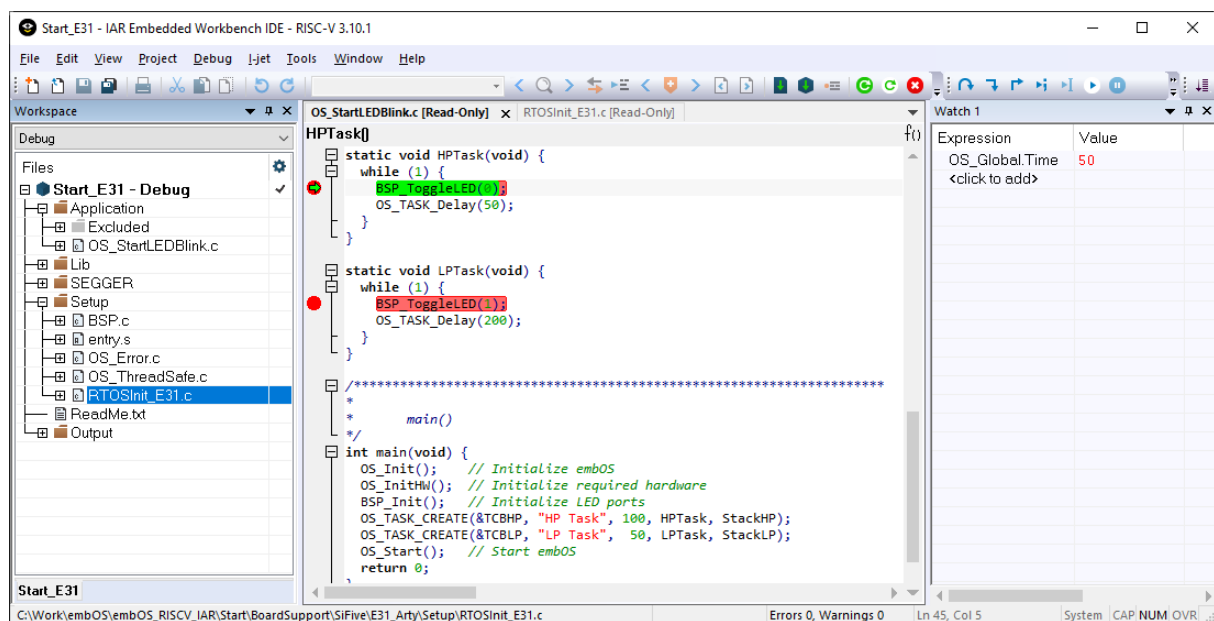 Start_E31 - IAR Embedded Workbench IDE - RISC-V 3.10.1
File Edit View Project Debug I-jet Tools Window Help
Workspace
Debug
Files
Start_E31 - Debug
Application
Excluded
OS_StartLEDBlink.c
Lib
SEGGER
Setup
BSP.c
entry.s
OS_Error.c
OS_ThreadSafe.c
RTOSInit_E31.c
ReadMe.txt
Output
Start_E31
OS_StartLEDBlink.c [Read-Only] x RTOSInit_E31.c [Read-Only]
HPTask() f()
static void HPTask(void) {
while (1) {
BSP_ToggleLED(0);
OS_TASK_Delay(50);
}
}
static void LPTask(void) {
while (1) {
BSP_ToggleLED(1);
OS_TASK_Delay(200);
}
}
/*********************************************************************
*
*       main()
*/
int main(void) {
OS_Init();    // Initialize embOS
OS_InitHW();  // Initialize required hardware
BSP_Init();   // Initialize LED ports
OS_TASK_CREATE(&TCBHP, "HP Task", 100, HPTask, StackHP);
OS_TASK_CREATE(&TCBLP, "LP Task",  50, LPTask, StackLP);
OS_Start();   // Start embOS
return 0;
}
Watch 1
Expression Value
OS_Global.Time 50
<click to add>
C:\Work\embOS\embOS_RISCV_IAR\Start\BoardSupport\SiFive\E31_Arty\Setup\RTOSInit_E31.c Errors 0, Warnings 0 Ln 45, Col 5 System CAP NUM OVR